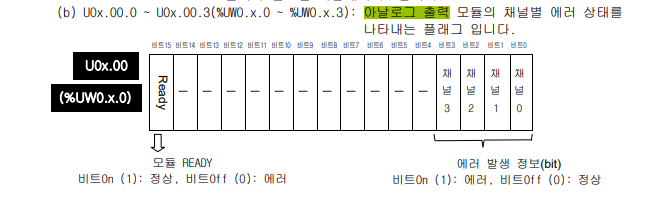 (b) U0x.00.0 ~ U0x.00.3(%UW0.x.0 ~ %UW0.x.3): 아날로그 출력 모듈의 채널별 에러 상태를
나타내는 플래그 입니다.
비트15 비트14 비트13 비트12 비트11 비트10 비트9 비트8 비트7 비트6 비트5 비트4 비트3 비트2 비트1 비트0
U0x.00
(%UW0.x.0)
Ready – – – – – – – – – – – 채널3 채널2 채널1 채널0
모듈 READY
비트On (1): 정상, 비트Off (0): 에러
에러 발생 정보(bit)
비트On (1): 에러, 비트Off (0): 정상